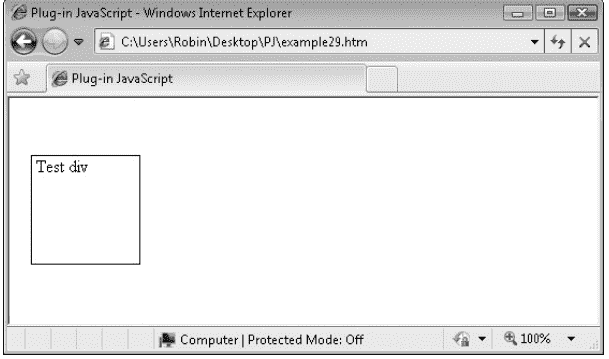 Plug-in JavaScript - Windows Internet Explorer
C:\Users\Robin\Desktop\PJ\example29.htm
Plug-in JavaScript
Test div
Computer | Protected Mode: Off
100%